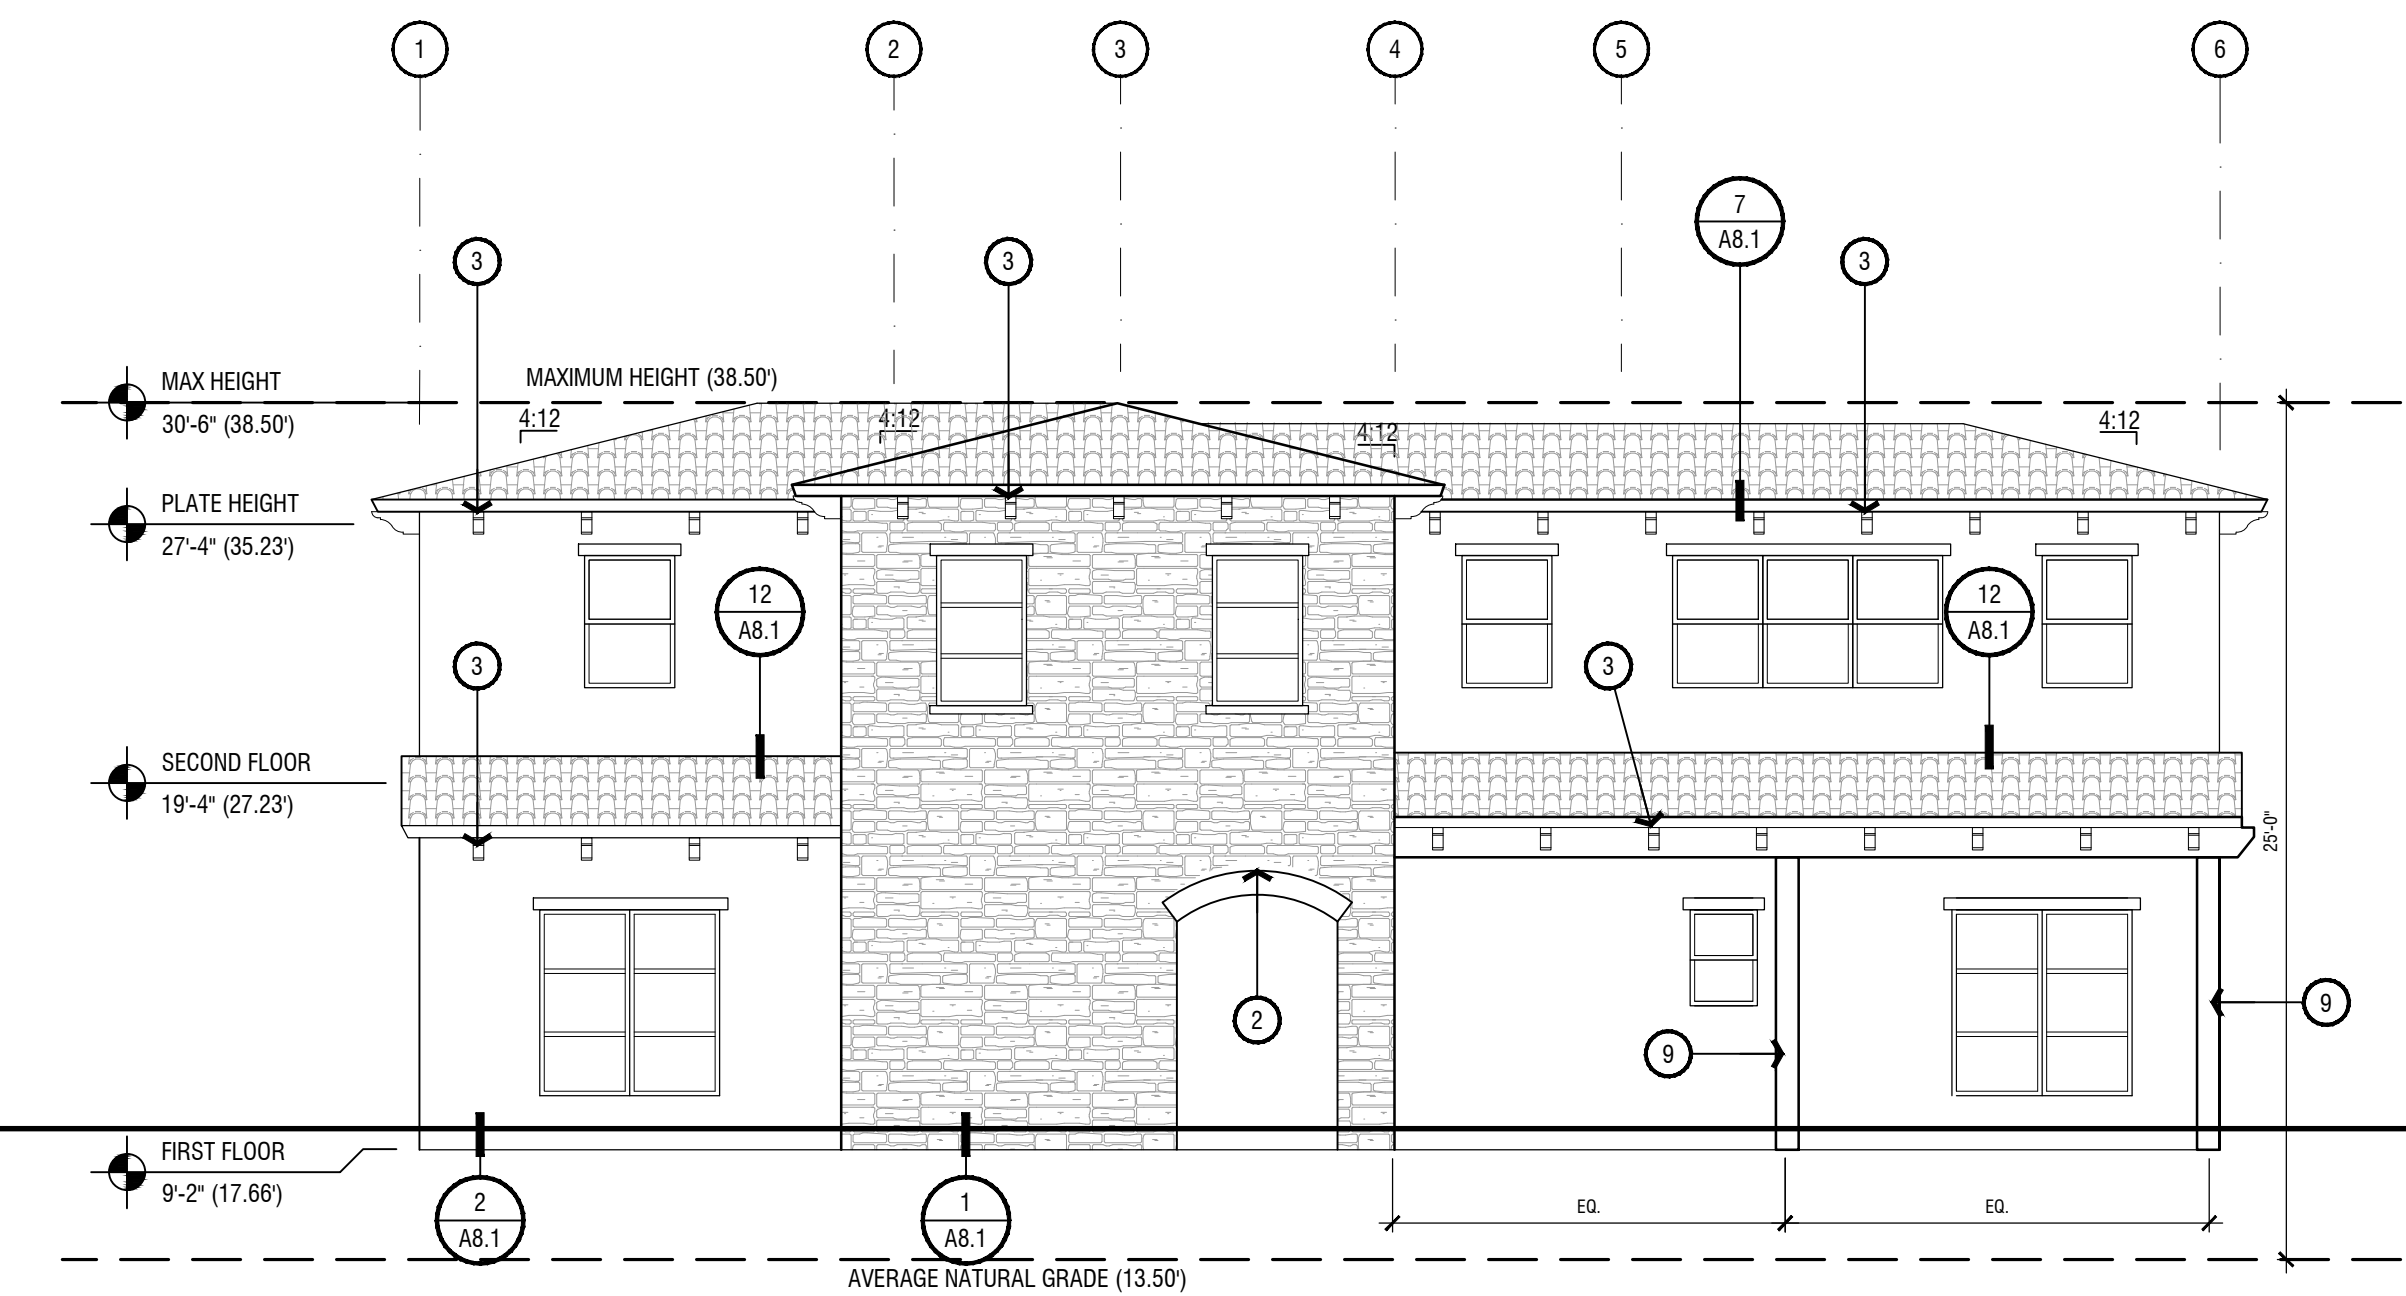 1
2
3
4
5
6
7
A8.1
3
3
3
MAX HEIGHT
30'-6" (38.50')
MAXIMUM HEIGHT (38.50')
4:12
4:12
4:12
4:12
PLATE HEIGHT
27'-4" (35.23')
12
A8.1
12
A8.1
3
3
SECOND FLOOR
19'-4" (27.23')
25'-0"
2
9
9
FIRST FLOOR
9'-2" (17.66')
2
A8.1
1
A8.1
EQ.
EQ.
AVERAGE NATURAL GRADE (13.50')